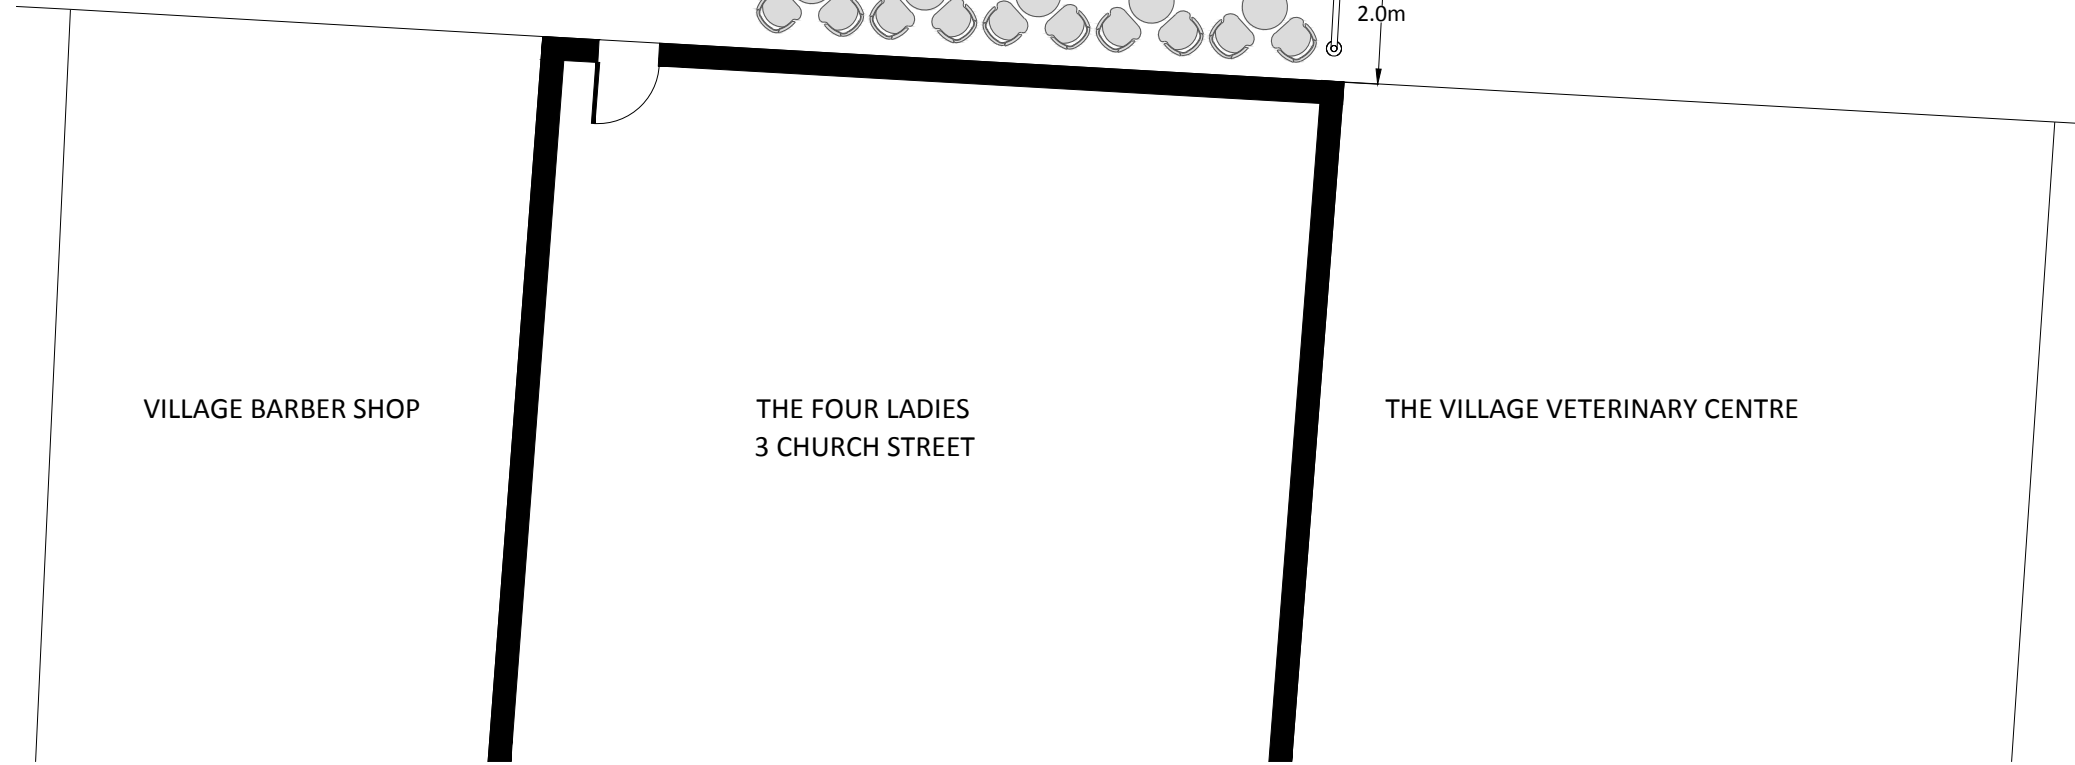 2.0m
VILLAGE BARBER SHOP
THE FOUR LADIES
3 CHURCH STREET
THE VILLAGE VETERINARY CENTRE